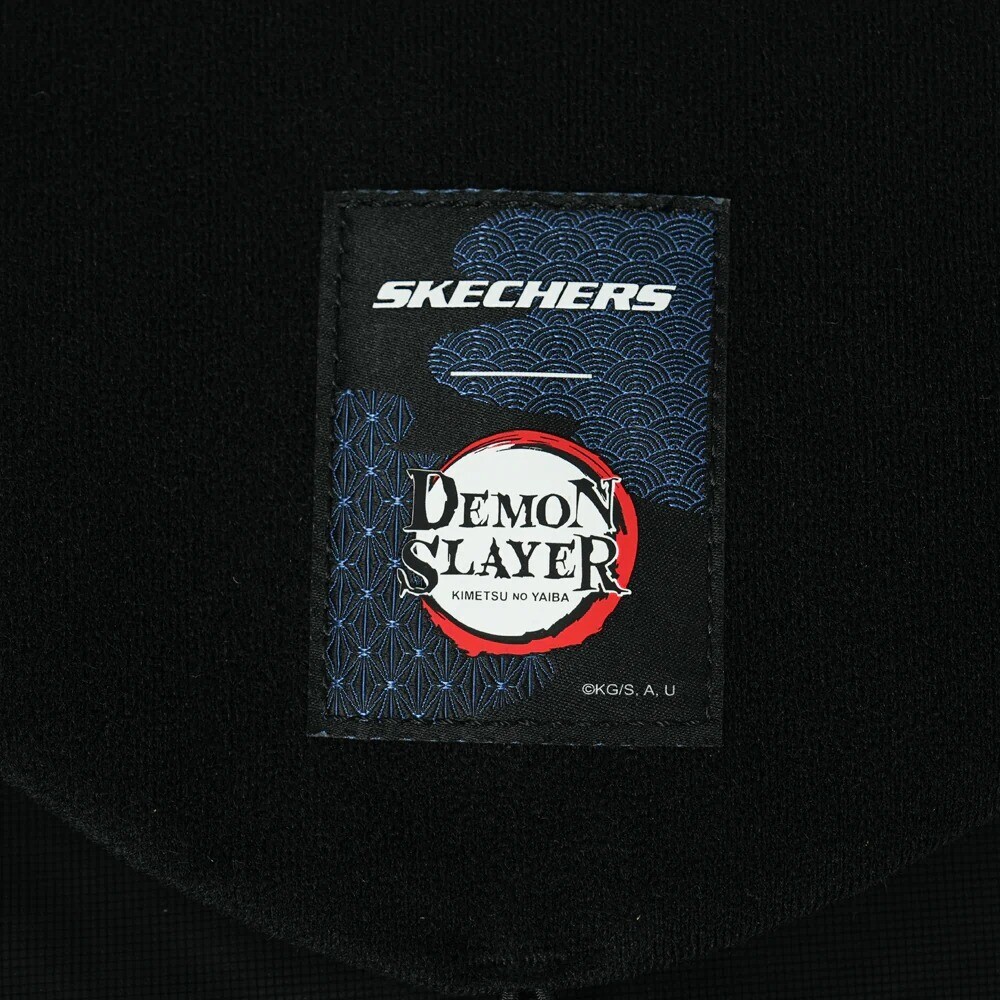 SKECHERS
DEMON
SLAYER
KIMETSU NO YAIBA
©KG/S, A, U